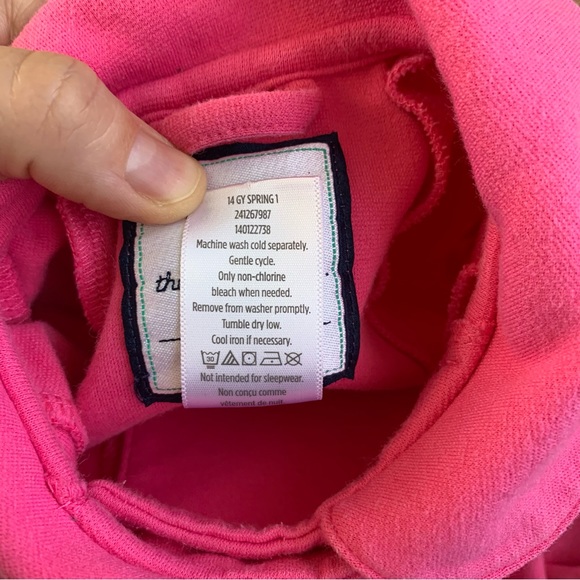 14 GY SPRING 1
241267987
140122738
Machine wash cold separately.
Gentle cycle.
Only non-chlorine
bleach when needed.
Remove from washer promptly.
Tumble dry low.
Cool iron if necessary.
30
Not intended for sleepwear.
Non conçu comme
vêtement de nuit.